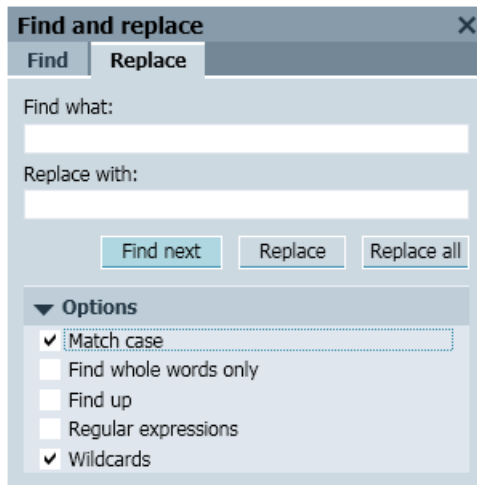 Find and replace
Find Replace
Find what:
Replace with:
Find next Replace Replace all
Options
Match case
Find whole words only
Find up
Regular expressions
Wildcards